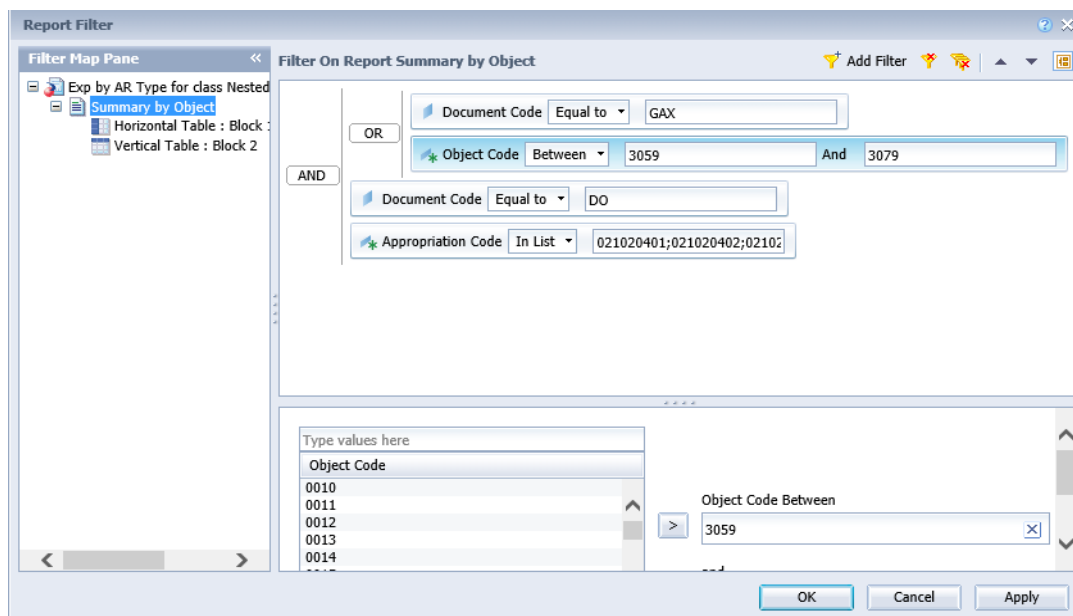 Report Filter
Filter Map Pane «
Exp by AR Type for class Nested
Summary by Object
Horizontal Table : Block
Vertical Table : Block 2
Filter On Report Summary by Object
Add Filter
Document Code Equal to GAX
OR
Object Code Between 3059 And 3079
AND
Document Code Equal to DO
Appropriation Code In List 021020401;021020402;02102
Type values here
Object Code
0010
0011
0012
0013
0014
Object Code Between
> 3059
OK Cancel Apply